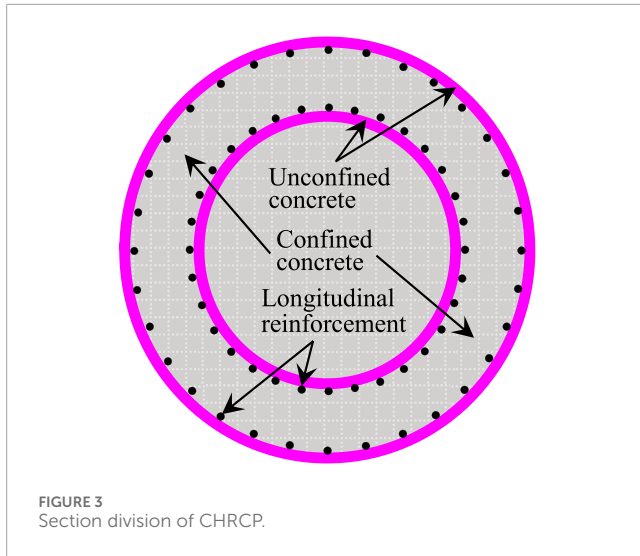 Unconfined
concrete
Confined
concrete
Longitudinal
reinforcement
FIGURE 3
Section division of CHRCP.